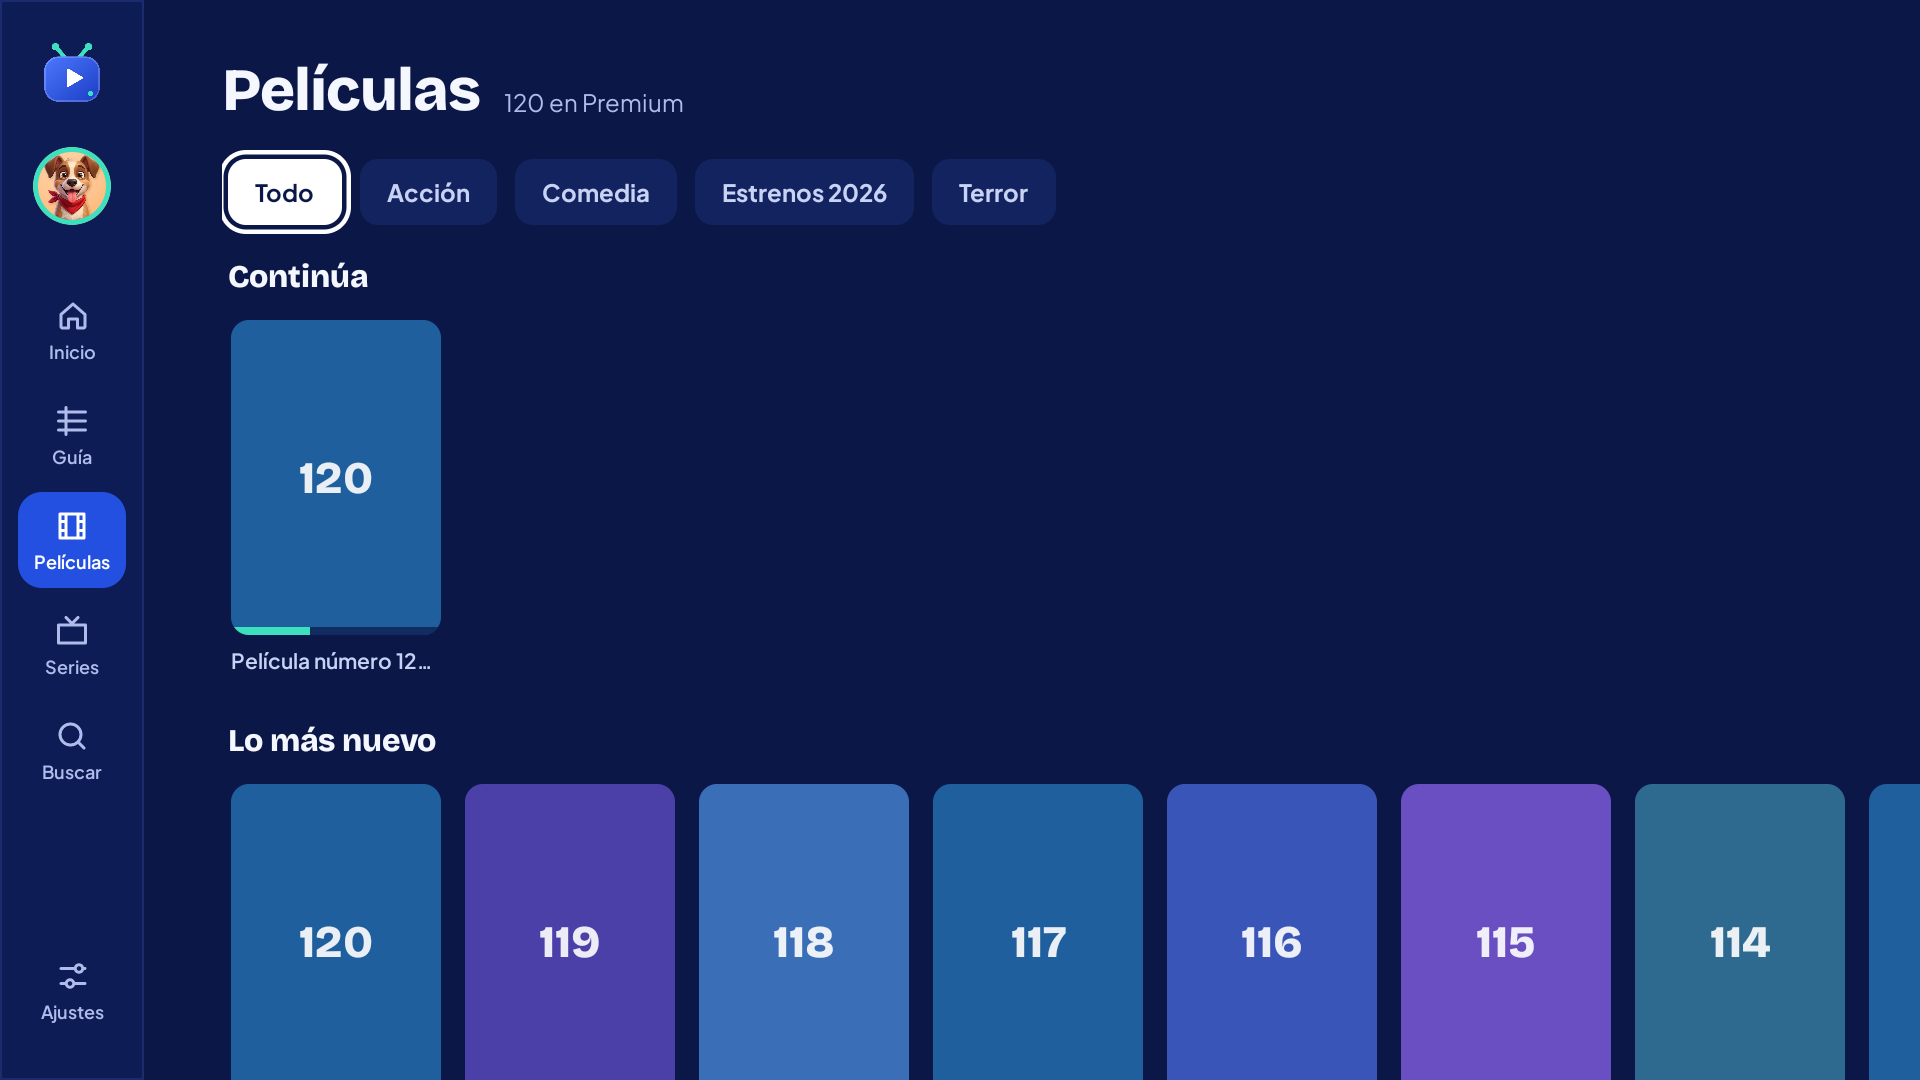 Películas
120 en Premium
Todo
Acción
Comedia
Estrenos 2026
Terror
Continúa
120
Película número 12...
Lo más nuevo
120
119
118
117
116
115
114
Inicio
Guía
Películas
Series
Buscar
Ajustes